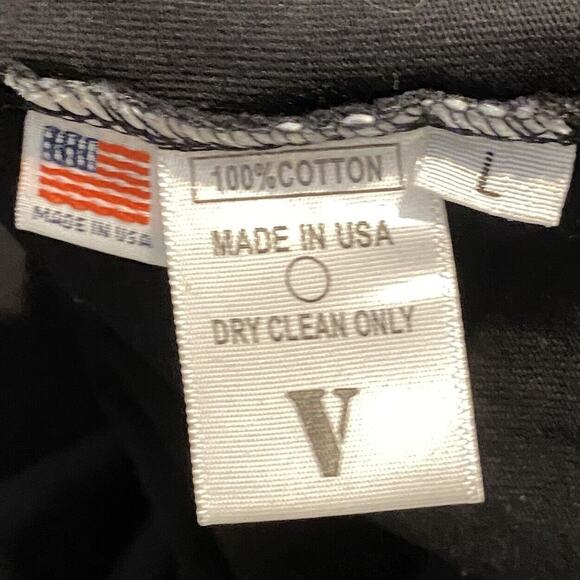 MADE IN USA
100%COTTON
MADE IN USA
DRY CLEAN ONLY
V
L